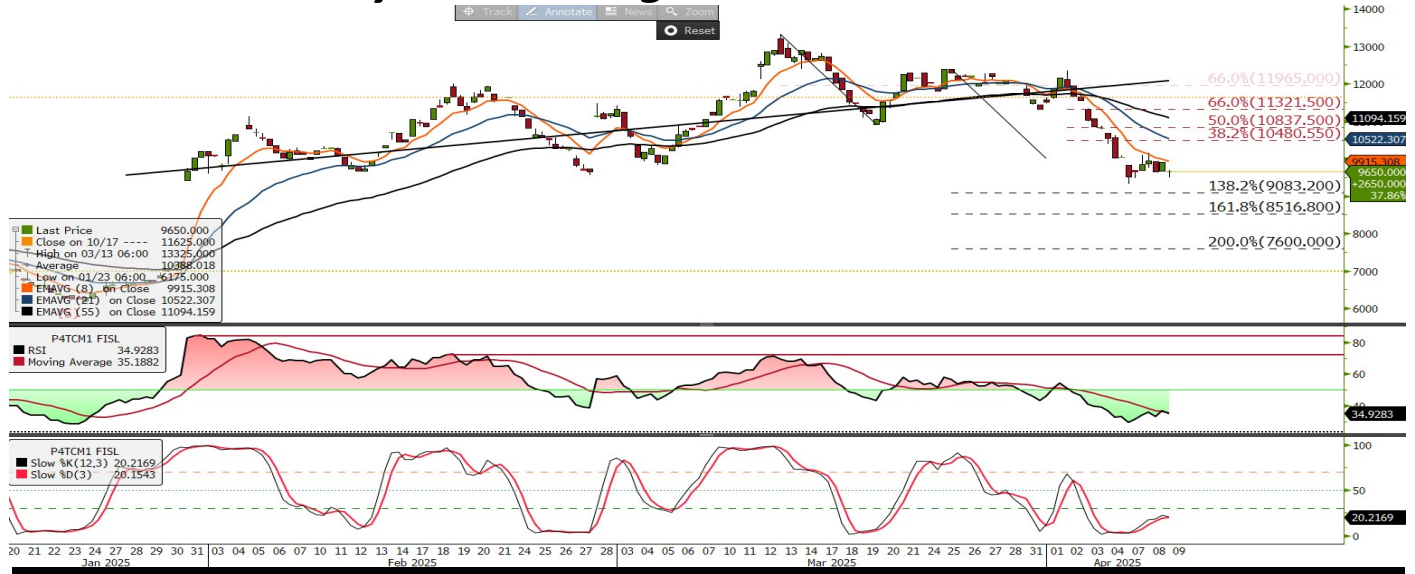 Track Annotate News Zoom
Reset
14000
13000
12000
8000
7000
6000
66.0%(11965.000)
66.0%(11321.500)
50.0%(10837.500)
38.2%(10480.550)
138.2%(9083.200)
161.8%(8516.800)
200.0%(7600.000)
11094.159
10522.307
9915.308
9650.000
+2650.000
37.86%
Last Price 9650.000
Close on 10/17 ---- 11625.000
High on 03/13 06:00 13325.000
Average 10388.018
Low on 01/23 06:00 6175.000
EMAVG (8) on Close 9915.308
EMAVG (21) on Close 10522.307
EMAVG (55) on Close 11094.159
P4TCM1 FISL
RSI 34.9283
Moving Average 35.1882
80
60
40
34.9283
P4TCM1 FISL
Slow %K(12,3) 20.2169
Slow %D(3) 20.1543
100
50
20.2169
0
20 21 22 23 24 27 28 29 30 31 03 04 05 06 07 10 11 12 13 14 17 18 19 20 21 24 25 26 27 28 03 04 05 06 07 10 11 12 13 14 17 18 19 20 21 24 25 26 27 28 31 01 02 03 04 07 08 09
Jan 2025 Feb 2025 Mar 2025 Apr 2025